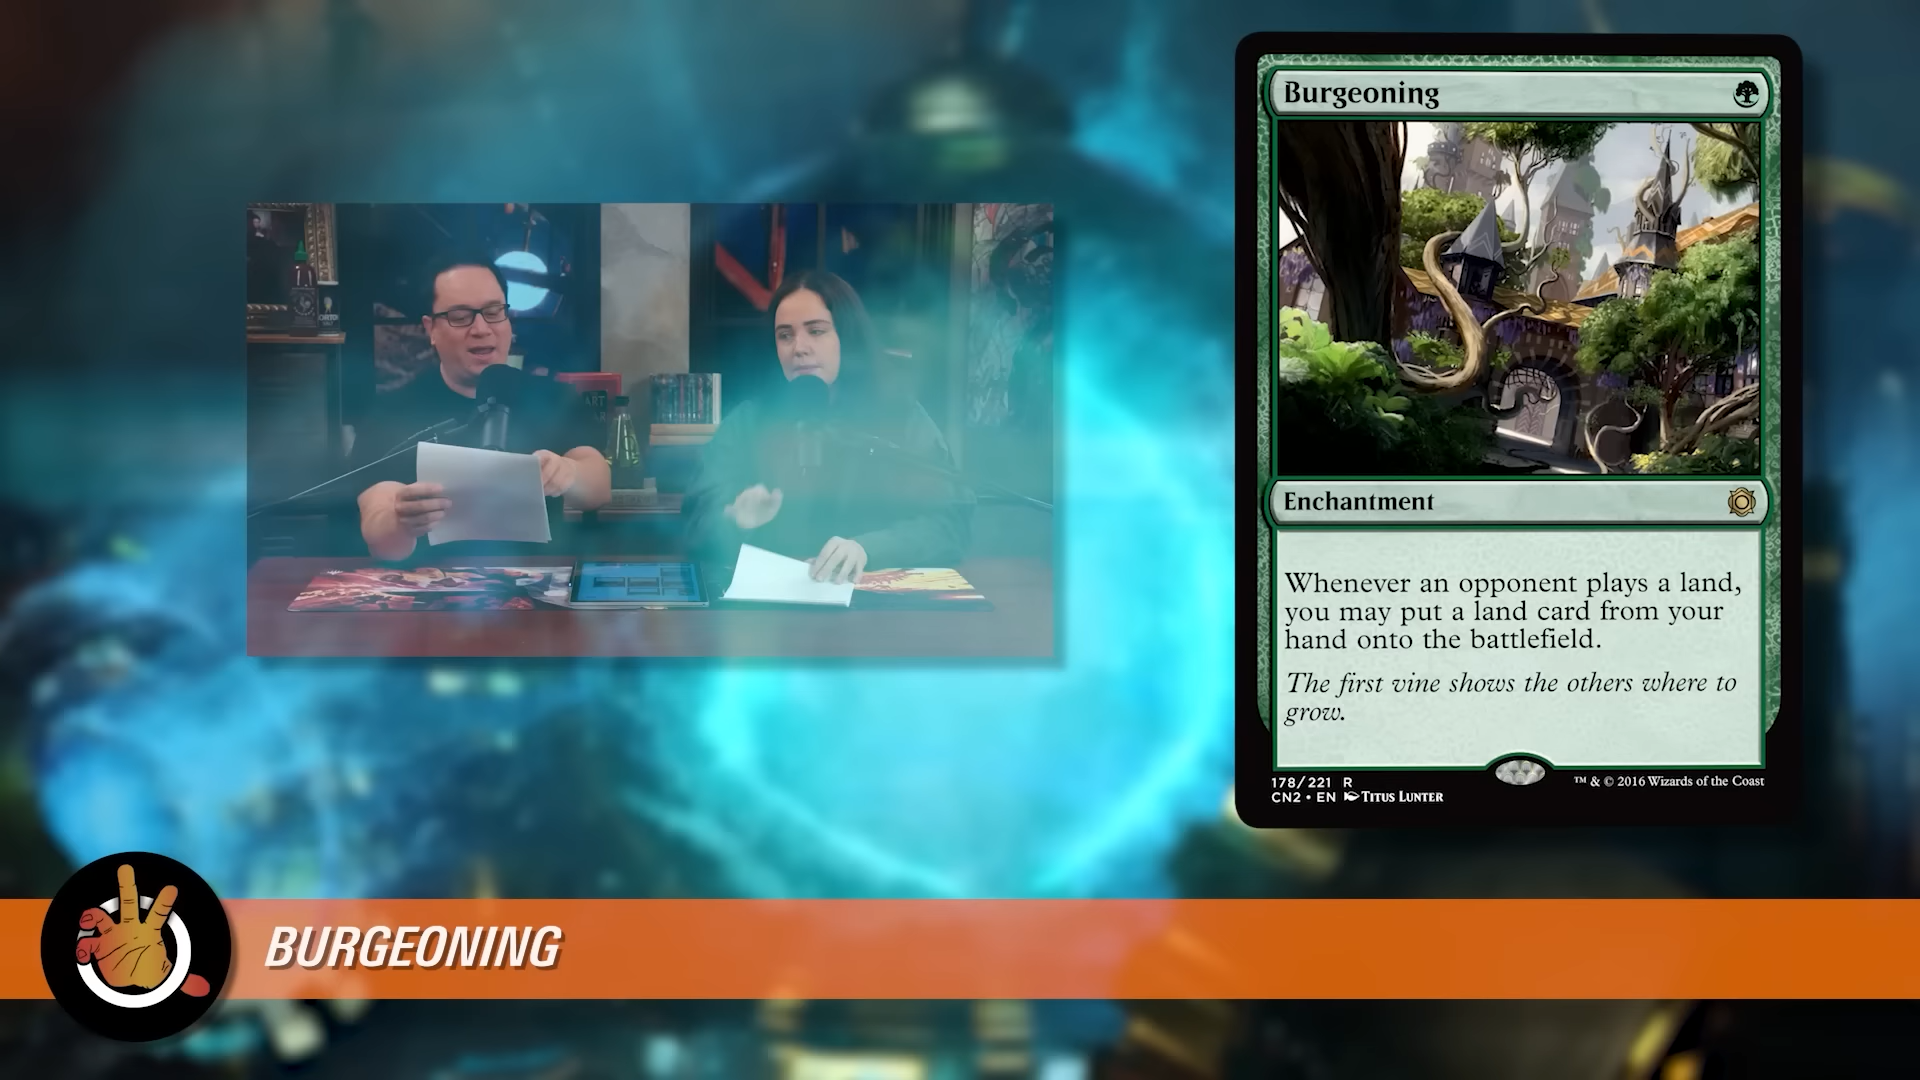 Burgeoning
Enchantment
Whenever an opponent plays a land,
you may put a land card from your
hand onto the battlefield.
The first vine shows the others where to
grow.
178/221 R
CN2 • EN Titus Lunter
™ & © 2016 Wizards of the Coast
BURGEONING